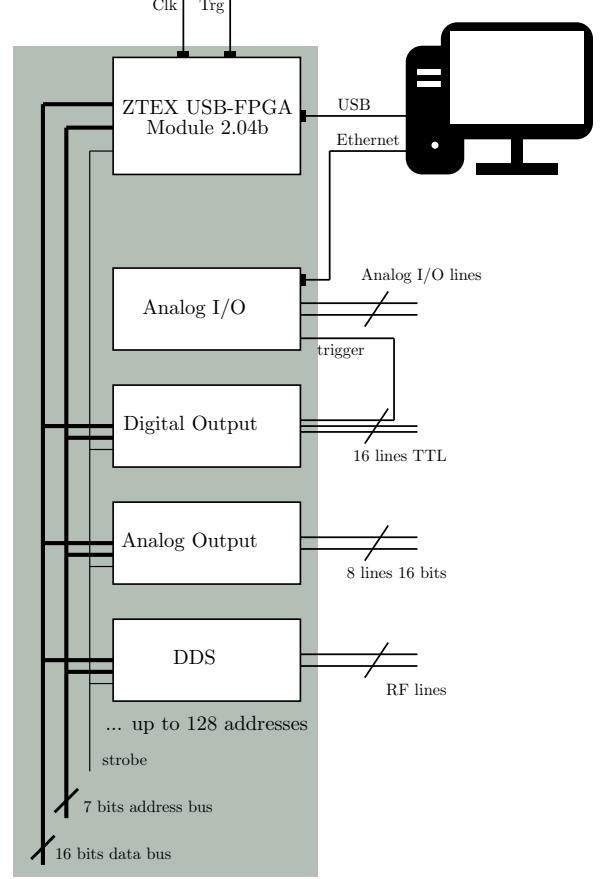 Clk Trg
ZTEX USB-FPGA
Module 2.04b
USB
Ethernet
Analog I/O lines
Analog I/O
trigger
Digital Output
16 lines TTL
Analog Output
8 lines 16 bits
DDS
RF lines
... up to 128 addresses
strobe
7 bits address bus
16 bits data bus